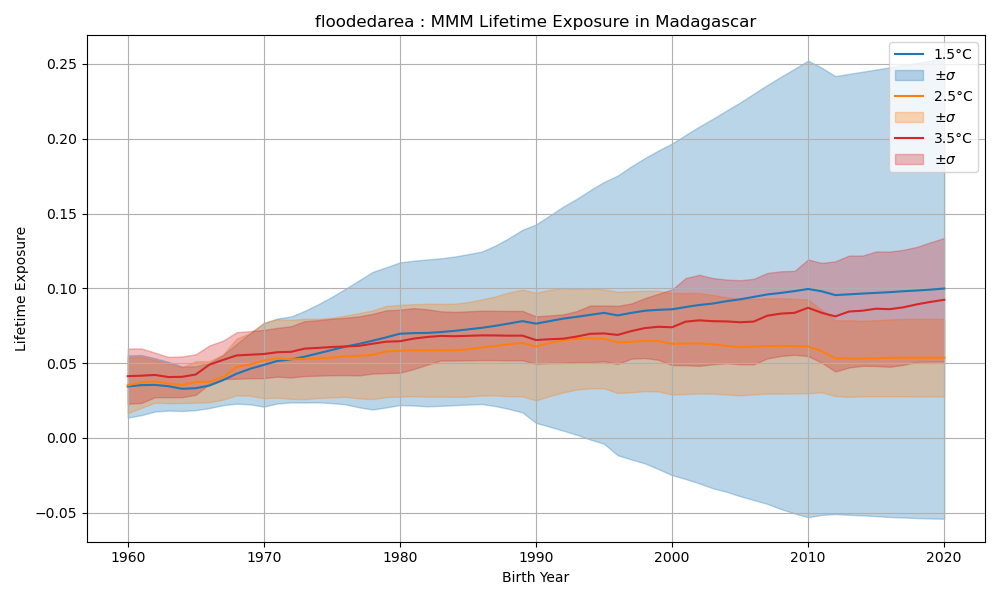 floodedarea : MMM Lifetime Exposure in Madagascar
Lifetime Exposure
0.25
0.20
0.15
0.10
0.05
0.00
−0.05
1960
1970
1980
1990
2000
2010
2020
Birth Year
1.5°C
±σ
2.5°C
±σ
3.5°C
±σ